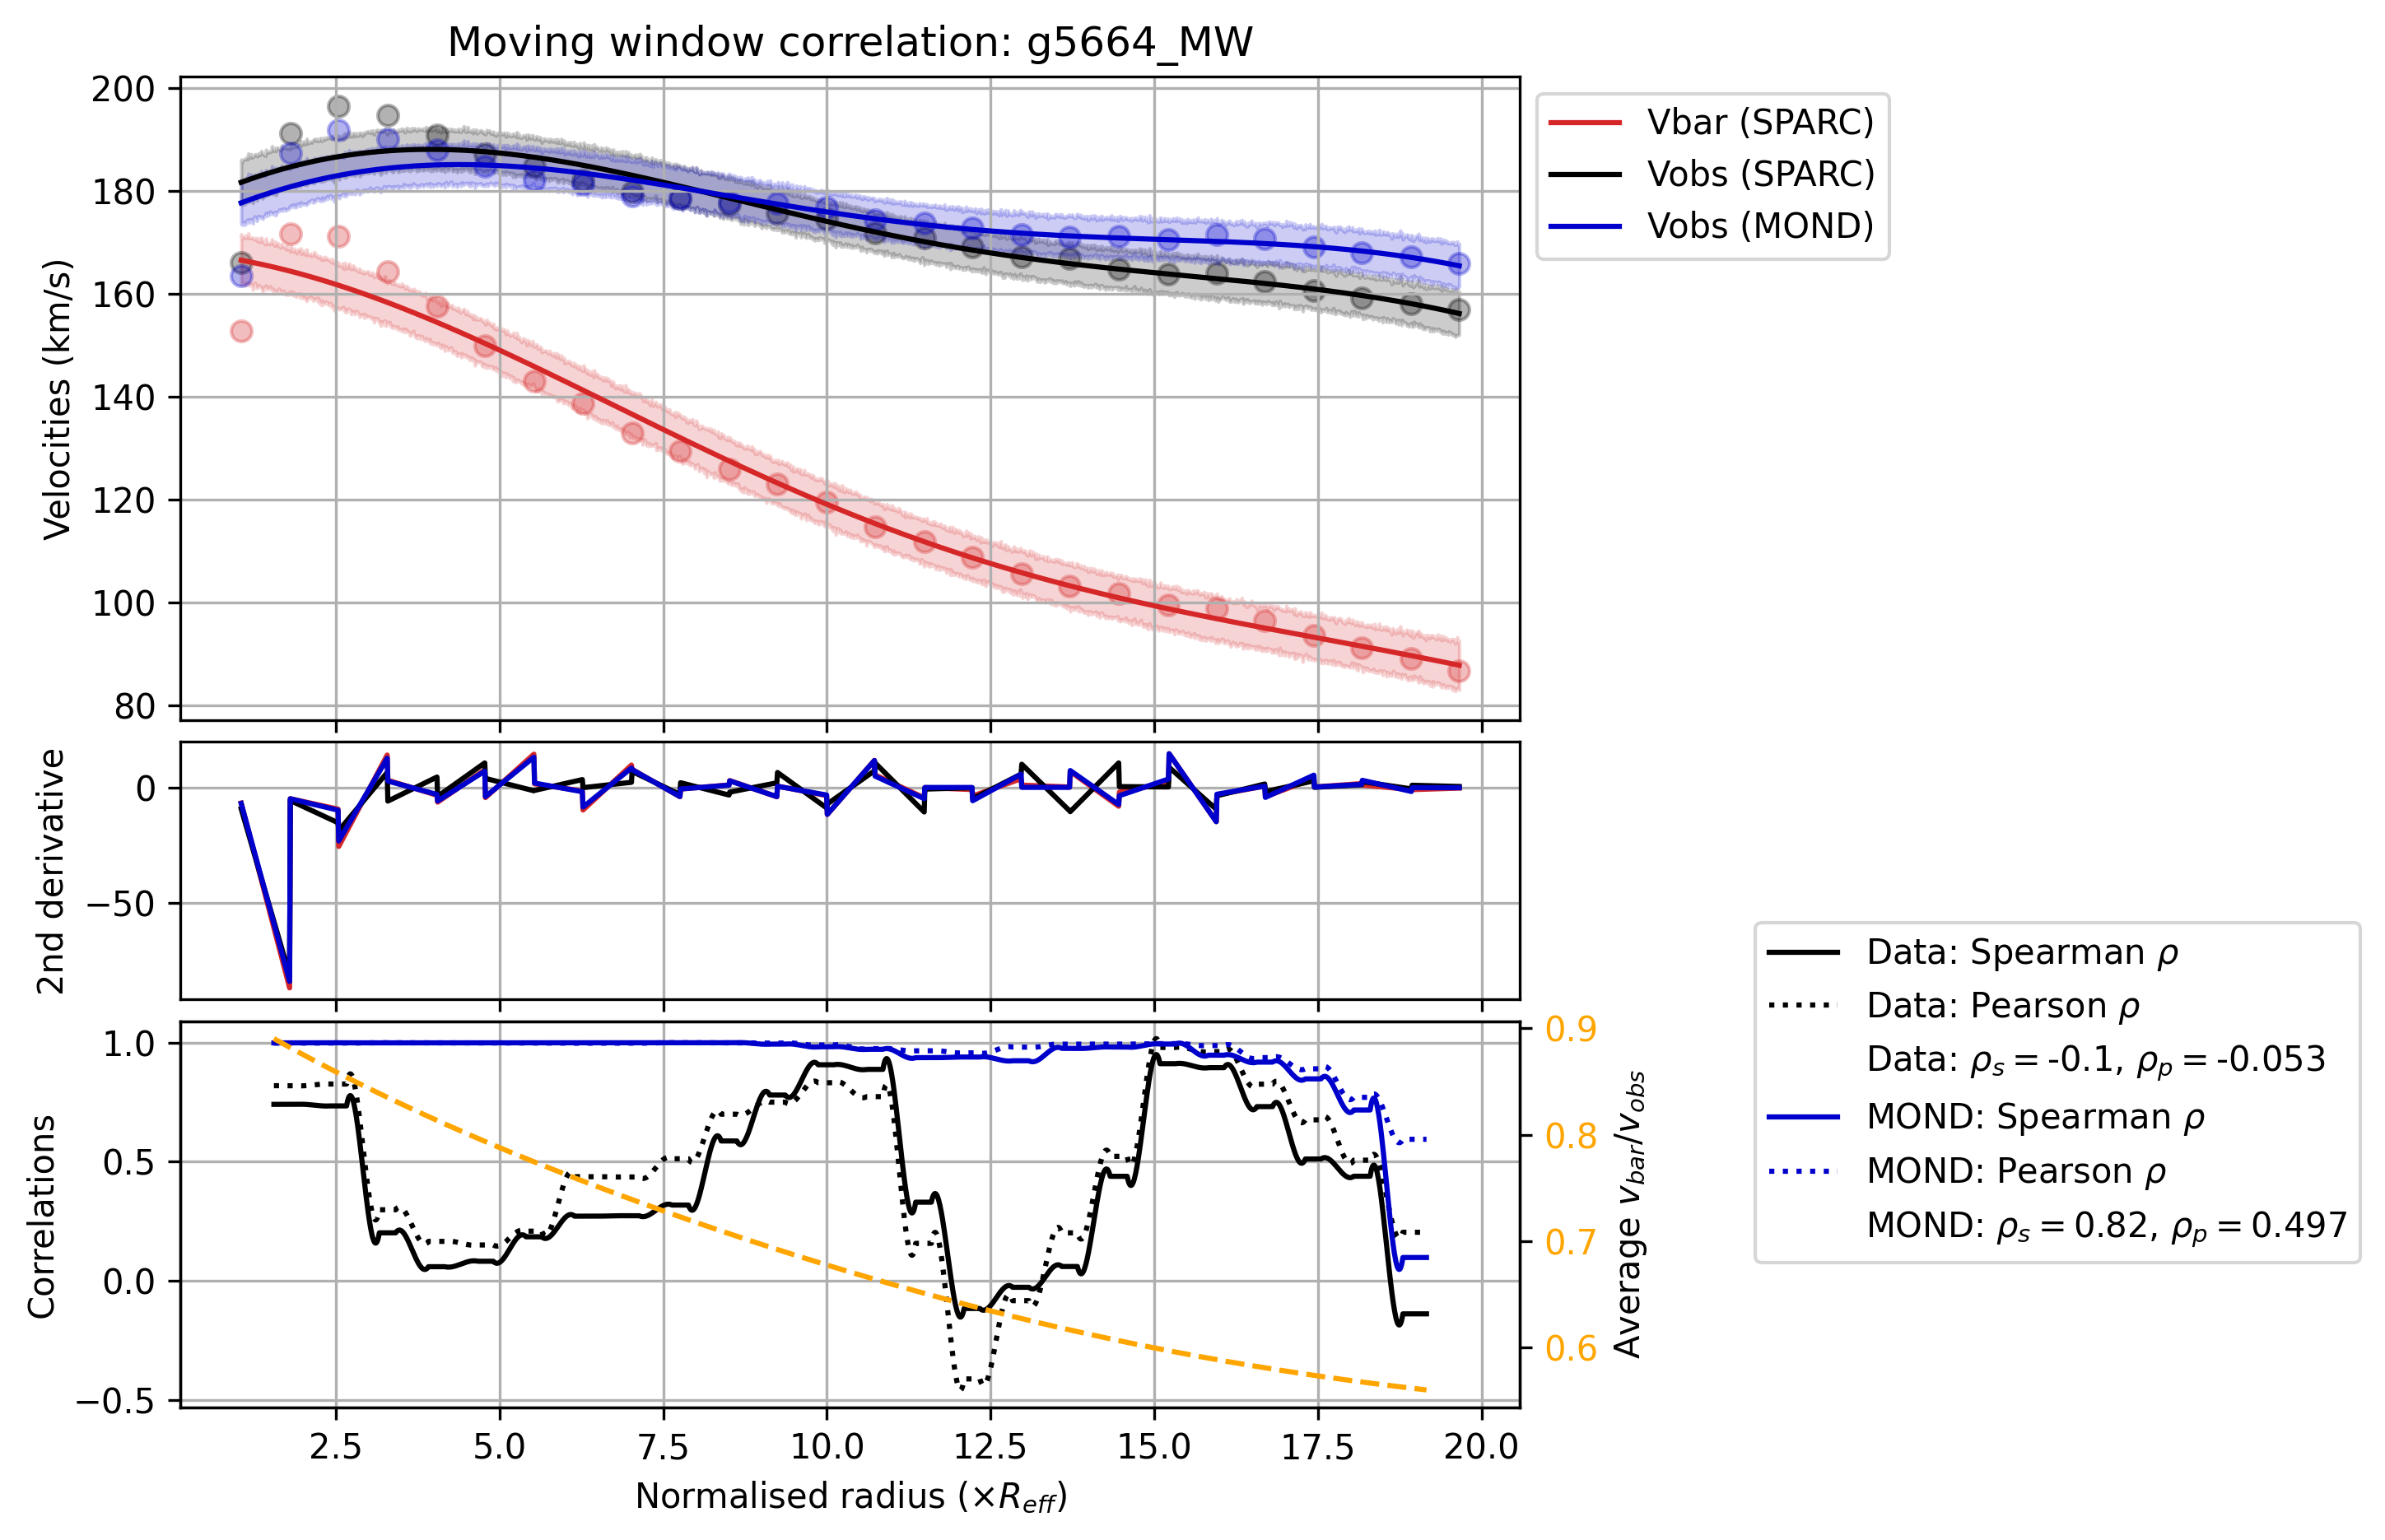 Moving window correlation: g5664_MW
200
180
160
140
120
100
80
Velocities (km/s)
Vbar (SPARC)
Vobs (SPARC)
Vobs (MOND)
0
−50
2nd derivative
1.0
0.5
0.0
−0.5
Correlations
0.9
0.8
0.7
0.6
Average v_bar/v_obs
Data: Spearman ρ
Data: Pearson ρ
Data: ρ_s = -0.1, ρ_p = -0.053
MOND: Spearman ρ
MOND: Pearson ρ
MOND: ρ_s = 0.82, ρ_p = 0.497
2.5 5.0 7.5 10.0 12.5 15.0 17.5 20.0
Normalised radius (×R_eff)